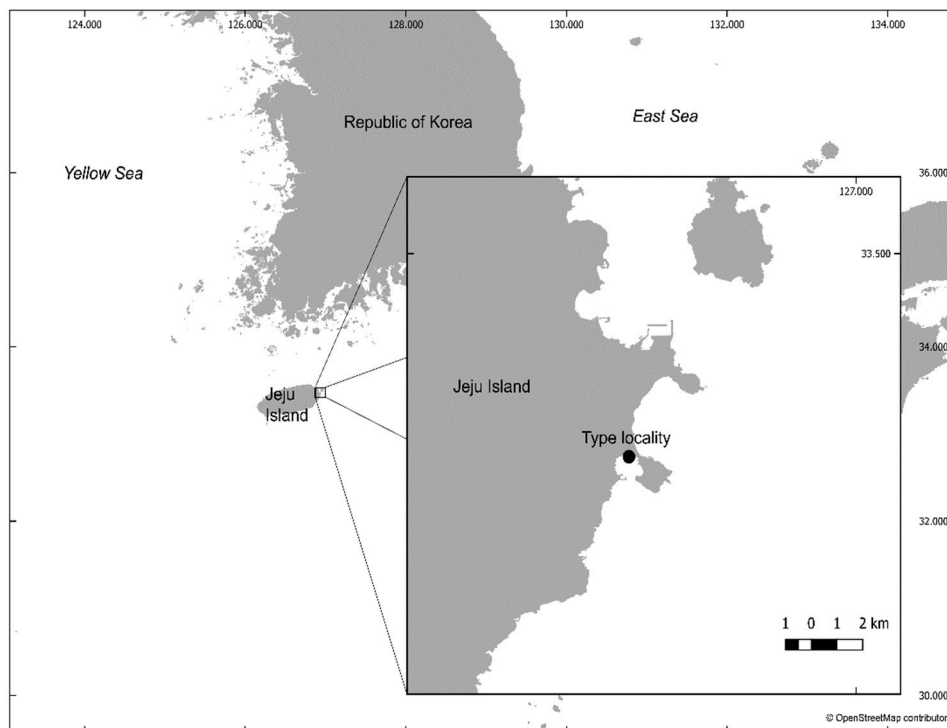 124.000
126.000
128.000
130.000
132.000
134.000
Republic of Korea
East Sea
Yellow Sea
36.000
127.000
33.500
34.000
Jeju Island
Jeju
Island
Type locality
32.000
1 0 1 2 km
30.000
© OpenStreetMap contributor